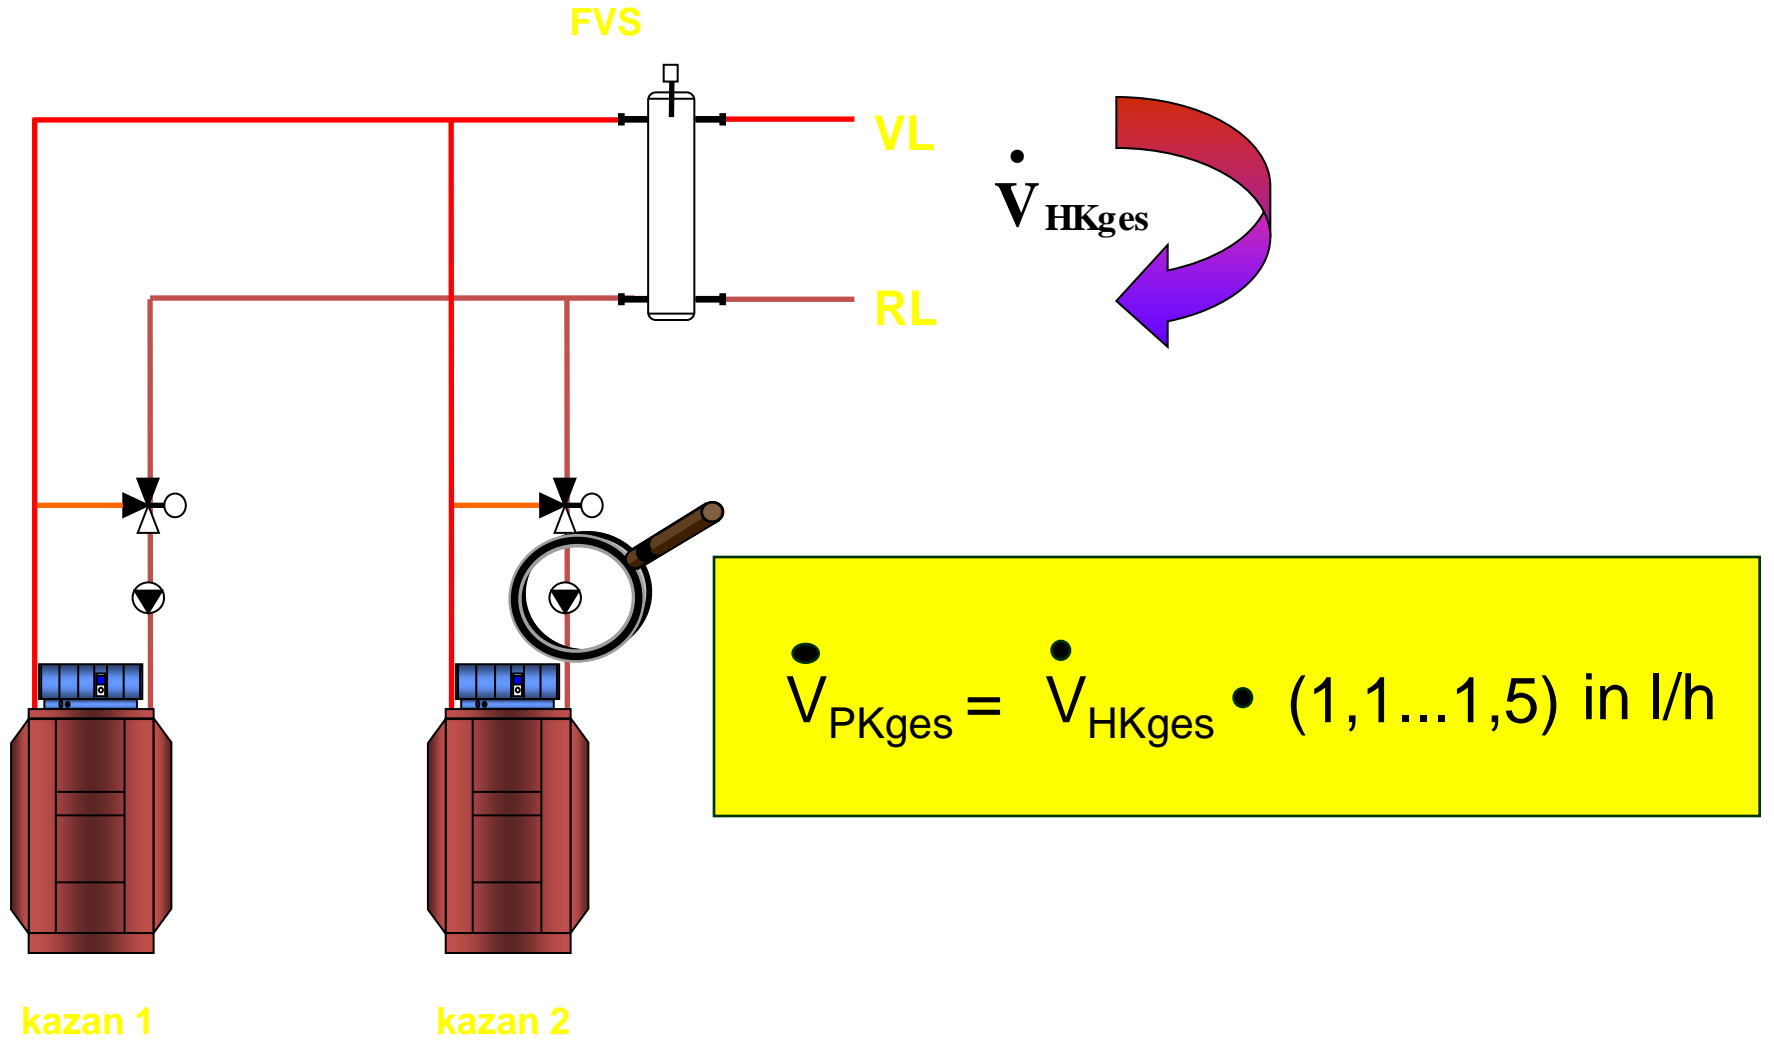 FVS
VL
V̇ HKges
RL
V̇PKges = V̇HKges • (1,1...1,5) in l/h
kazan 1
kazan 2